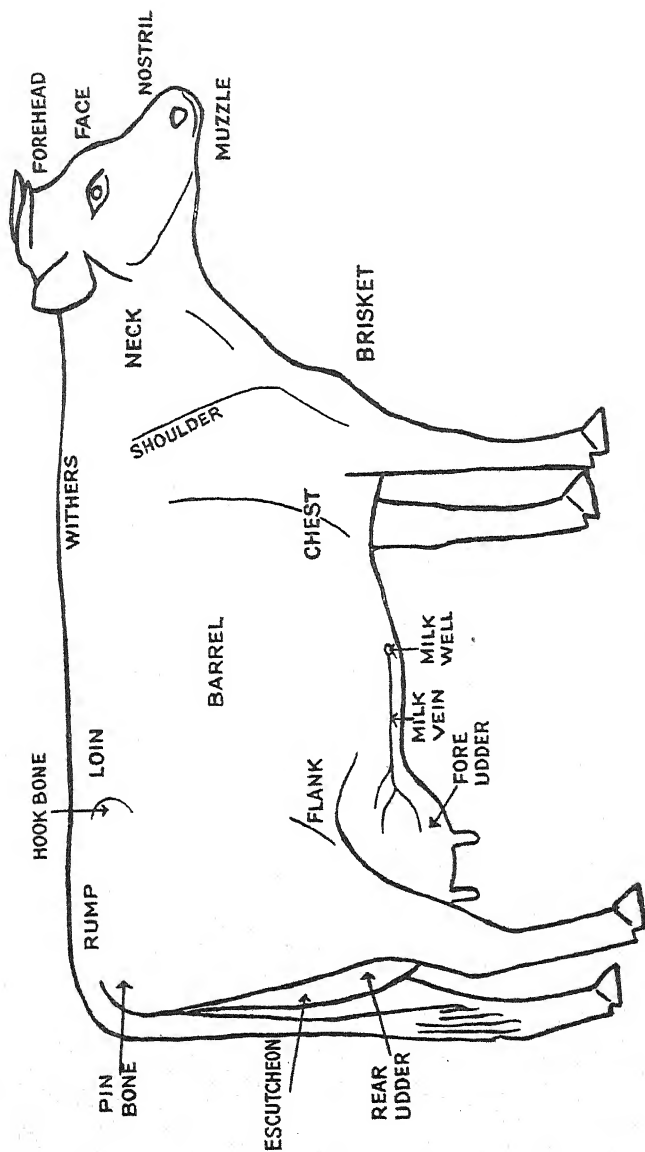 FOREHEAD
FACE
NOSTRIL
MUZZLE
NECK
BRISKET
SHOULDER
WITHERS
CHEST
BARREL
MILK
WELL
MILK
VEIN
FORE
UDDER
FLANK
LOIN
HOOK BONE
RUMP
PIN
BONE
ESCUTCHEON
REAR
UDDER